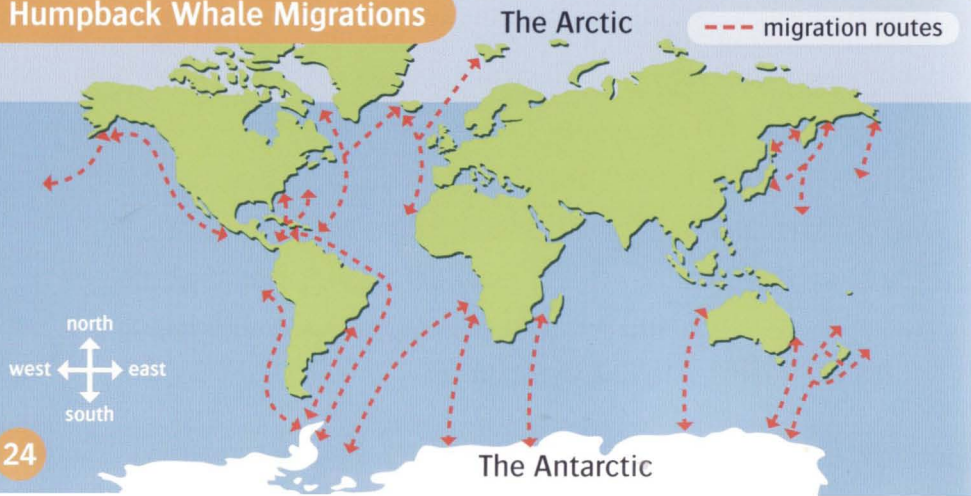 Humpback Whale Migrations
The Arctic
migration routes
north
west
east
south
24
The Antarctic